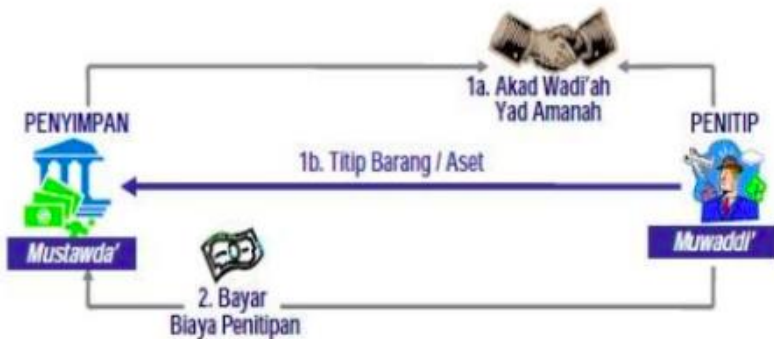 1a. Akad Wadi'ah
Yad Amanah
PENYIMPAN
PENITIP
1b. Titip Barang / Aset
Mustawda'
Muwaddi'
2. Bayar
Biaya Penitipan